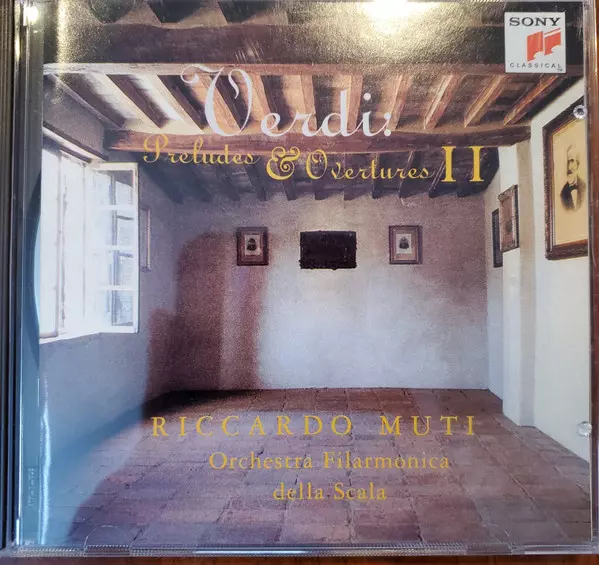 SONY
CLASSICAL
Verdi:
Preludes & Overtures II
RICCARDO MUTI
Orchestra Filarmonica
della Scala